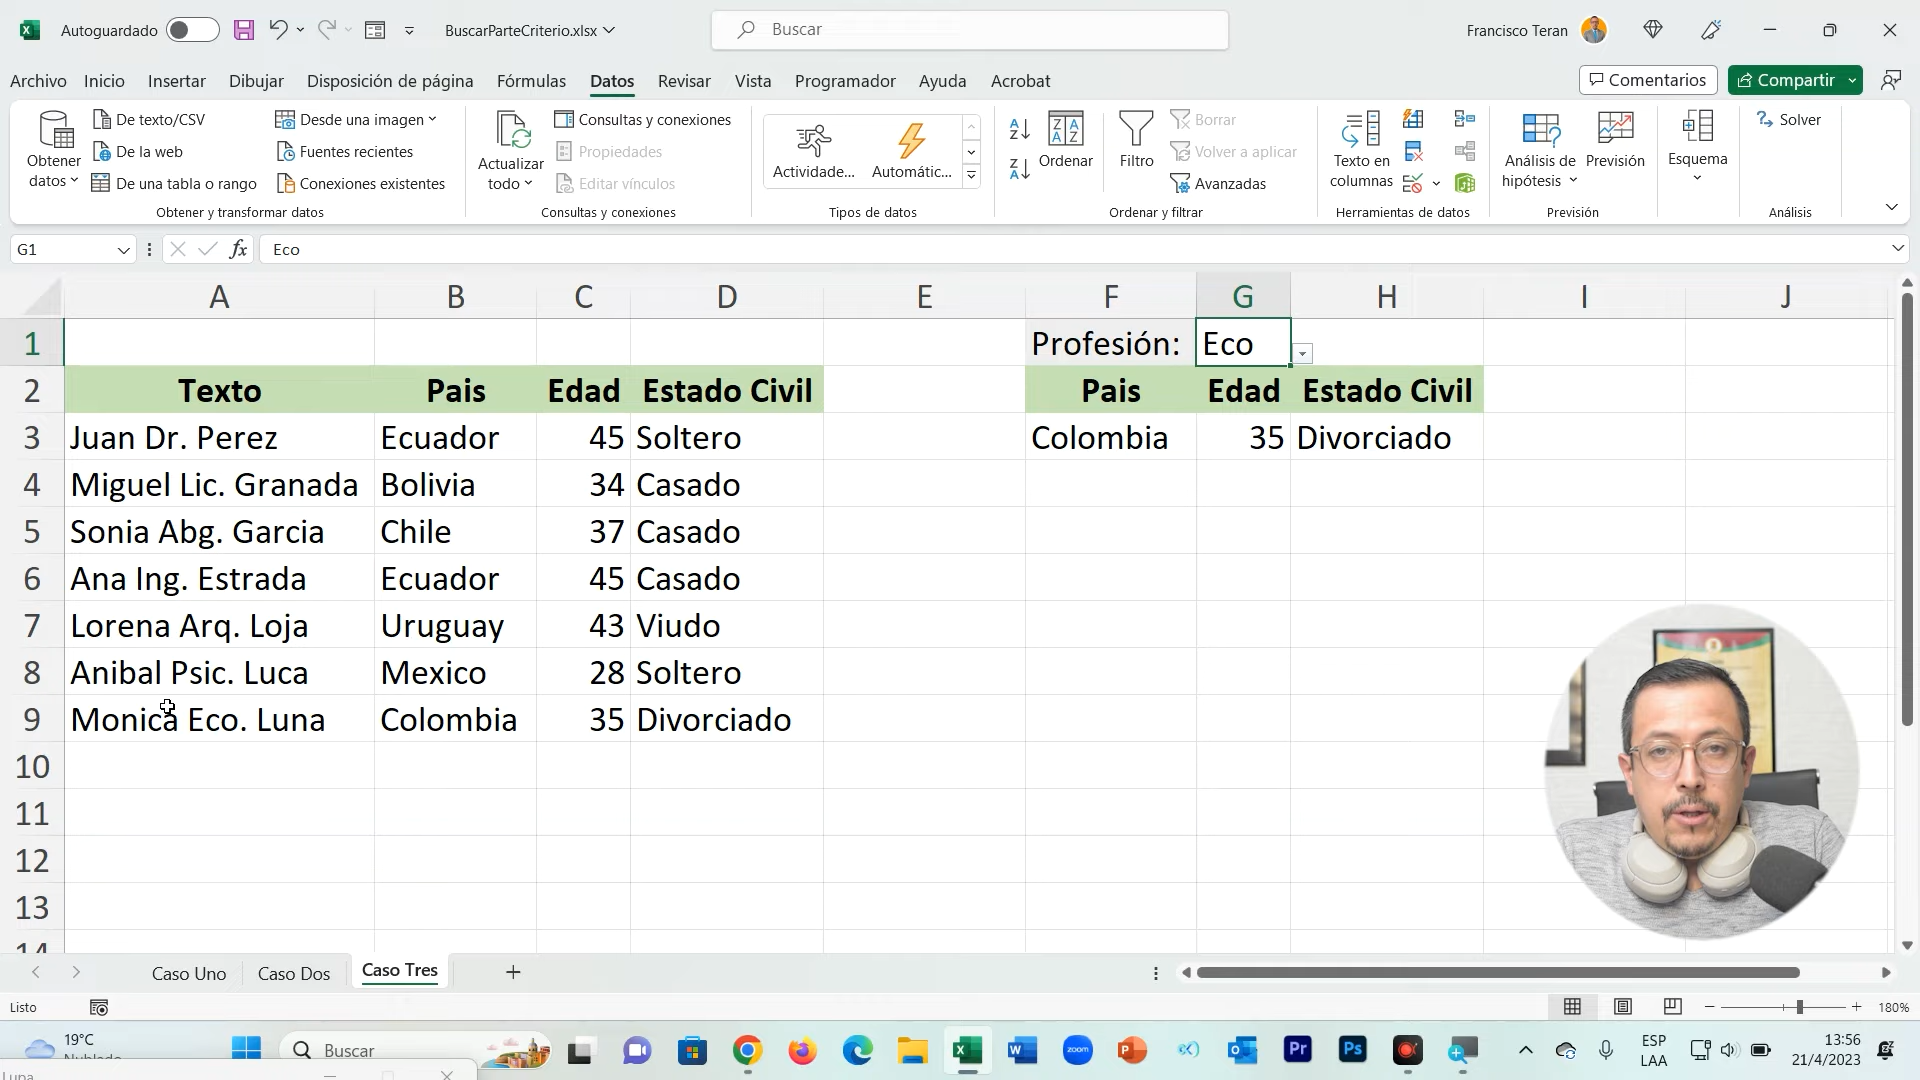 Autoguardado
BuscarParteCriterio.xlsx
Buscar
Francisco Teran
Archivo Inicio Insertar Dibujar Disposición de página Fórmulas Datos Revisar Vista Programador Ayuda Acrobat
Comentarios
Compartir
Obtener datos
De texto/CSV
De la web
De una tabla o rango
Desde una imagen
Fuentes recientes
Conexiones existentes
Obtener y transformar datos
Actualizar todo
Consultas y conexiones
Propiedades
Editar vínculos
Consultas y conexiones
Actividade...
Automátic...
Tipos de datos
Ordenar
Filtro
Borrar
Volver a aplicar
Avanzadas
Ordenar y filtrar
Texto en columnas
Herramientas de datos
Análisis de hipótesis
Previsión
Previsión
Esquema
Solver
Análisis
G1
fx
Eco
A B C D E F G H I J
1 Profesión: Eco
2 Texto Pais Edad Estado Civil Pais Edad Estado Civil
3 Juan Dr. Perez Ecuador 45 Soltero Colombia 35 Divorciado
4 Miguel Lic. Granada Bolivia 34 Casado
5 Sonia Abg. Garcia Chile 37 Casado
6 Ana Ing. Estrada Ecuador 45 Casado
7 Lorena Arq. Loja Uruguay 43 Viudo
8 Anibal Psic. Luca Mexico 28 Soltero
9 Monica Eco. Luna Colombia 35 Divorciado
10
11
12
13
14
Caso Uno Caso Dos Caso Tres
Listo
180%
19°C
Nublado
Buscar
zoom
Pr
Ps
ESP
LAA
13:56
21/4/2023
Lupa